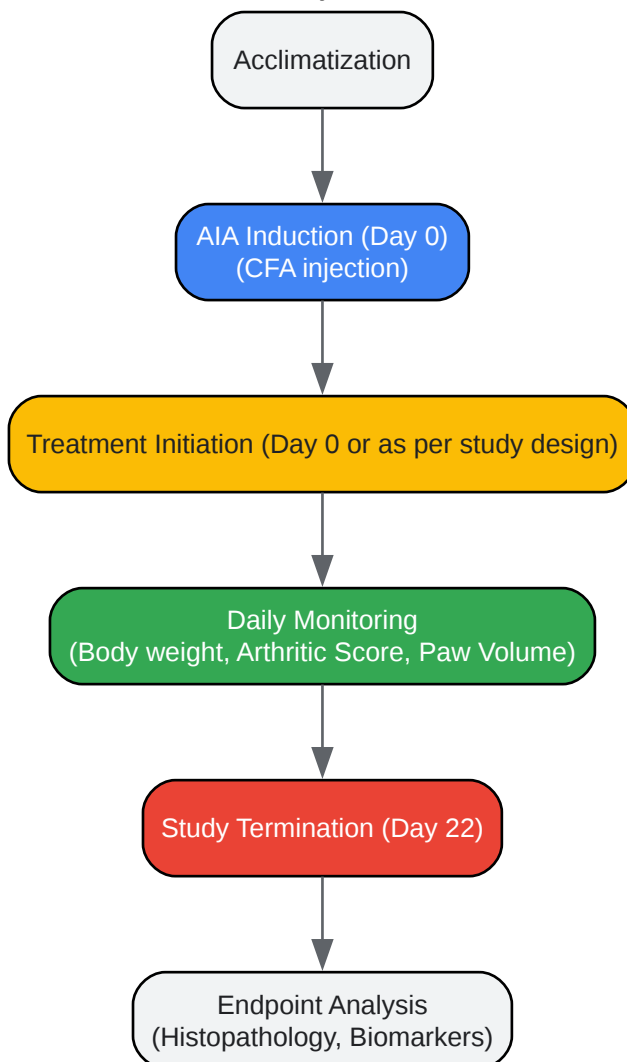 Acclimatization
AIA Induction (Day 0)
(CFA injection)
Treatment Initiation (Day 0 or as per study design)
Daily Monitoring
(Body weight, Arthritic Score, Paw Volume)
Study Termination (Day 22)
Endpoint Analysis
(Histopathology, Biomarkers)